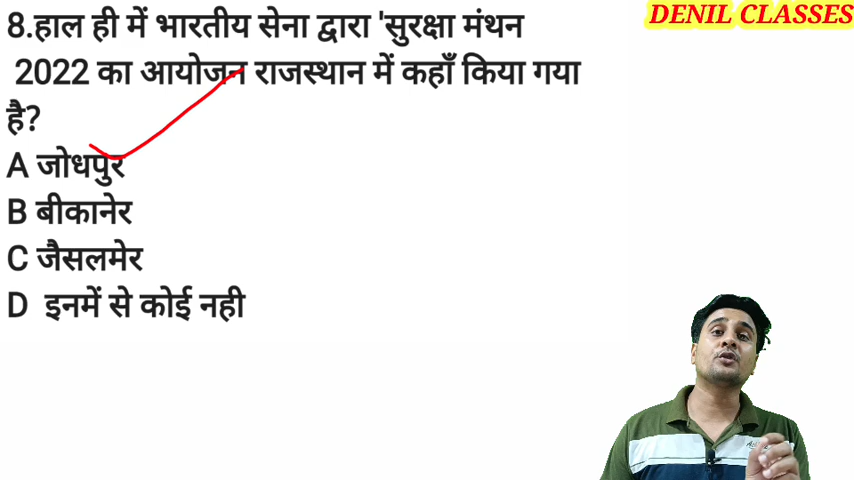 DENIL CLASSES
8.हाल ही में भारतीय सेना द्वारा 'सुरक्षा मंथन
2022 का आयोजन राजस्थान में कहाँ किया गया
है?
A जोधपुर
B बीकानेर
C जैसलमेर
D इनमें से कोई नही